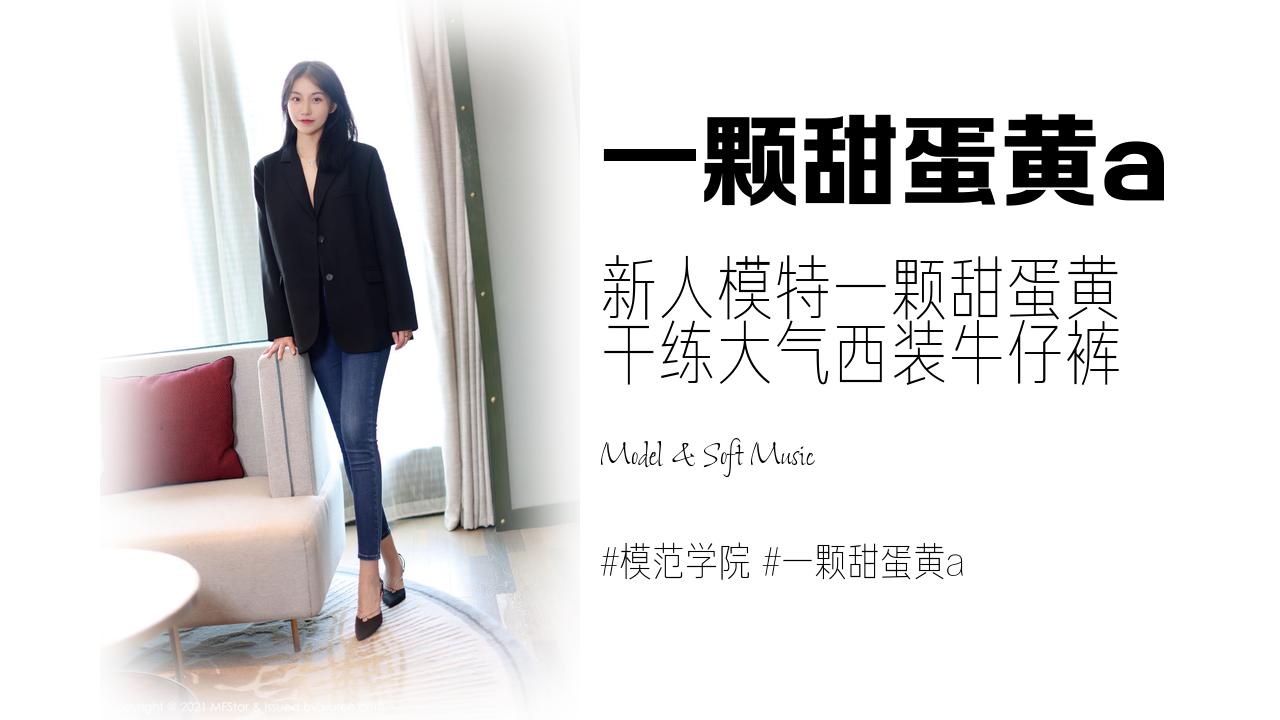 一颗甜蛋黄a
新人模特一颗甜蛋黄
干练大气西装牛仔裤
Model & Soft Music
#模范学院 #一颗甜蛋黄a
© 2021 MFStar & Issued by